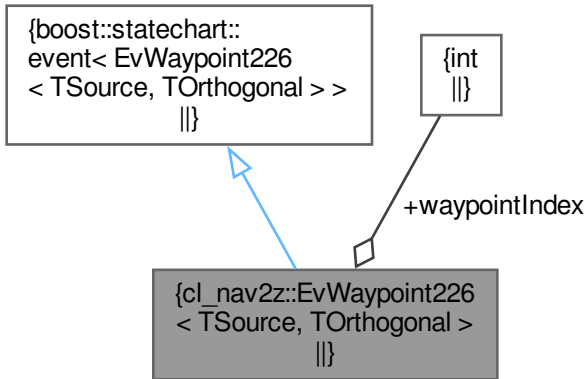 {boost::statechart::
event< EvWaypoint226
< TSource, TOrthogonal > >
||}
{int
||}
+waypointIndex
{cl_nav2z::EvWaypoint226
< TSource, TOrthogonal >
||}